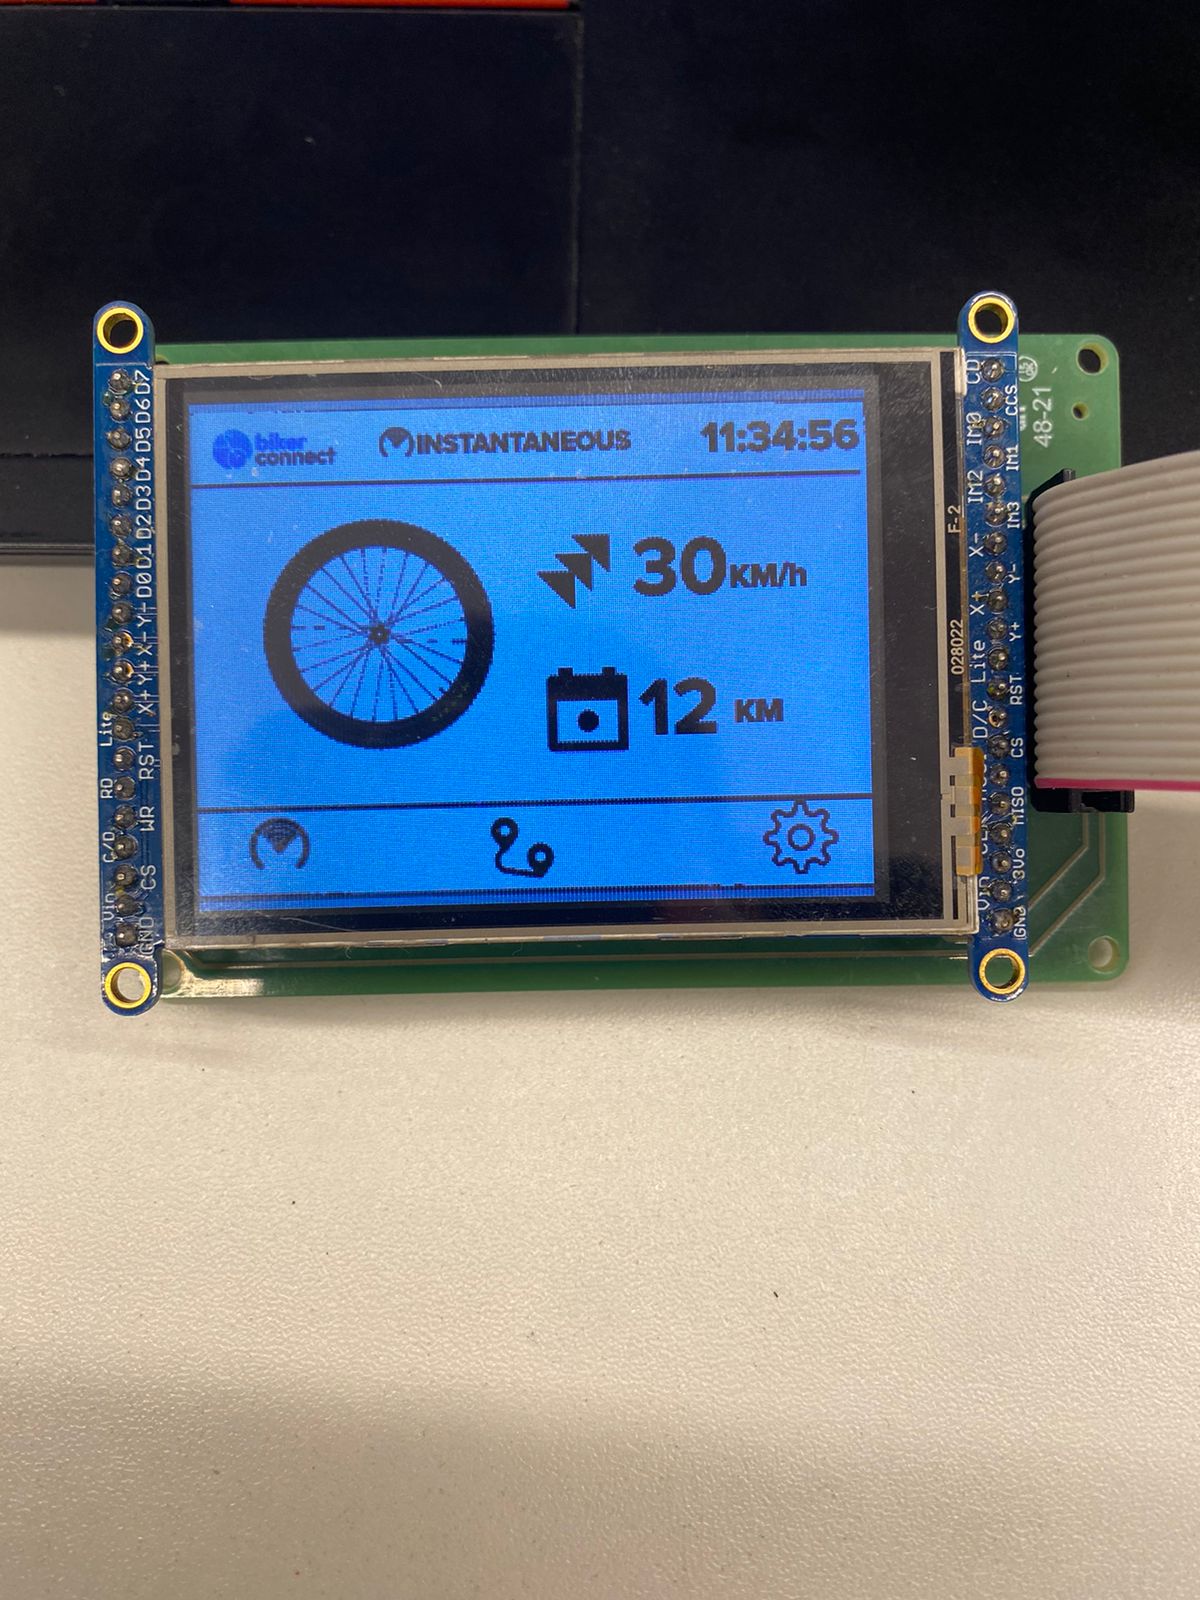 biker
connect
INSTANTANEOUS
11:34:56
30 KM/h
12 KM
D7
D6
D5
D4
D3
D2
D1
D0
Y+
X+
Y+
X+
Lite
RST
RD
WR
C/D
CS
Vin
GND
CD
CCS
IM0
IM1
IM2
IM3
X-
Y-
X+
Y+
Lite
RST
D/C
CS
MISO
3Vo
Vin
GND
F-2
028022
48-21